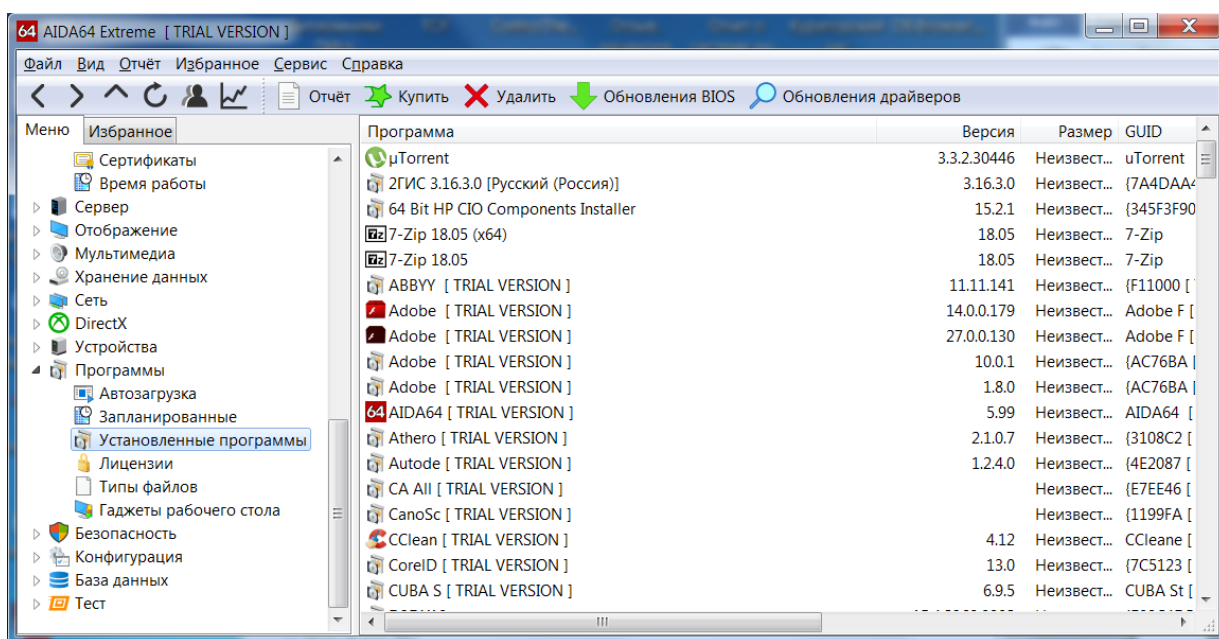 64 AIDA64 Extreme [ TRIAL VERSION ]
Файл Вид Отчёт Избранное Сервис Справка
Отчёт Купить Удалить Обновления BIOS Обновления драйверов
Меню Избранное
Сертификаты
Время работы
Сервер
Отображение
Мультимедиа
Хранение данных
Сеть
DirectX
Устройства
Программы
Автозагрузка
Запланированные
Установленные программы
Лицензии
Типы файлов
Гаджеты рабочего стола
Безопасность
Конфигурация
База данных
Тест
Программа Версия Размер GUID
µTorrent 3.3.2.30446 Неизвест... uTorrent
2ГИС 3.16.3.0 [Русский (Россия)] 3.16.3.0 Неизвест... {7A4DAA4
64 Bit HP CIO Components Installer 15.2.1 Неизвест... {345F3F90
7z 7-Zip 18.05 (x64) 18.05 Неизвест... 7-Zip
7z 7-Zip 18.05 18.05 Неизвест... 7-Zip
ABBYY [ TRIAL VERSION ] 11.11.141 Неизвест... {F11000 [
Adobe [ TRIAL VERSION ] 14.0.0.179 Неизвест... Adobe F [
Adobe [ TRIAL VERSION ] 27.0.0.130 Неизвест... Adobe F [
Adobe [ TRIAL VERSION ] 10.0.1 Неизвест... {AC76BA [
Adobe [ TRIAL VERSION ] 1.8.0 Неизвест... {AC76BA [
64 AIDA64 [ TRIAL VERSION ] 5.99 Неизвест... AIDA64 [
Athero [ TRIAL VERSION ] 2.1.0.7 Неизвест... {3108C2 [
Autode [ TRIAL VERSION ] 1.2.4.0 Неизвест... {4E2087 [
CA All [ TRIAL VERSION ] Неизвест... {E7EE46 [
CanoSc [ TRIAL VERSION ] Неизвест... {1199FA [
CClean [ TRIAL VERSION ] 4.12 Неизвест... CCleane [
CorelD [ TRIAL VERSION ] 13.0 Неизвест... {7C5123 [
CUBA S [ TRIAL VERSION ] 6.9.5 Неизвест... CUBA St [